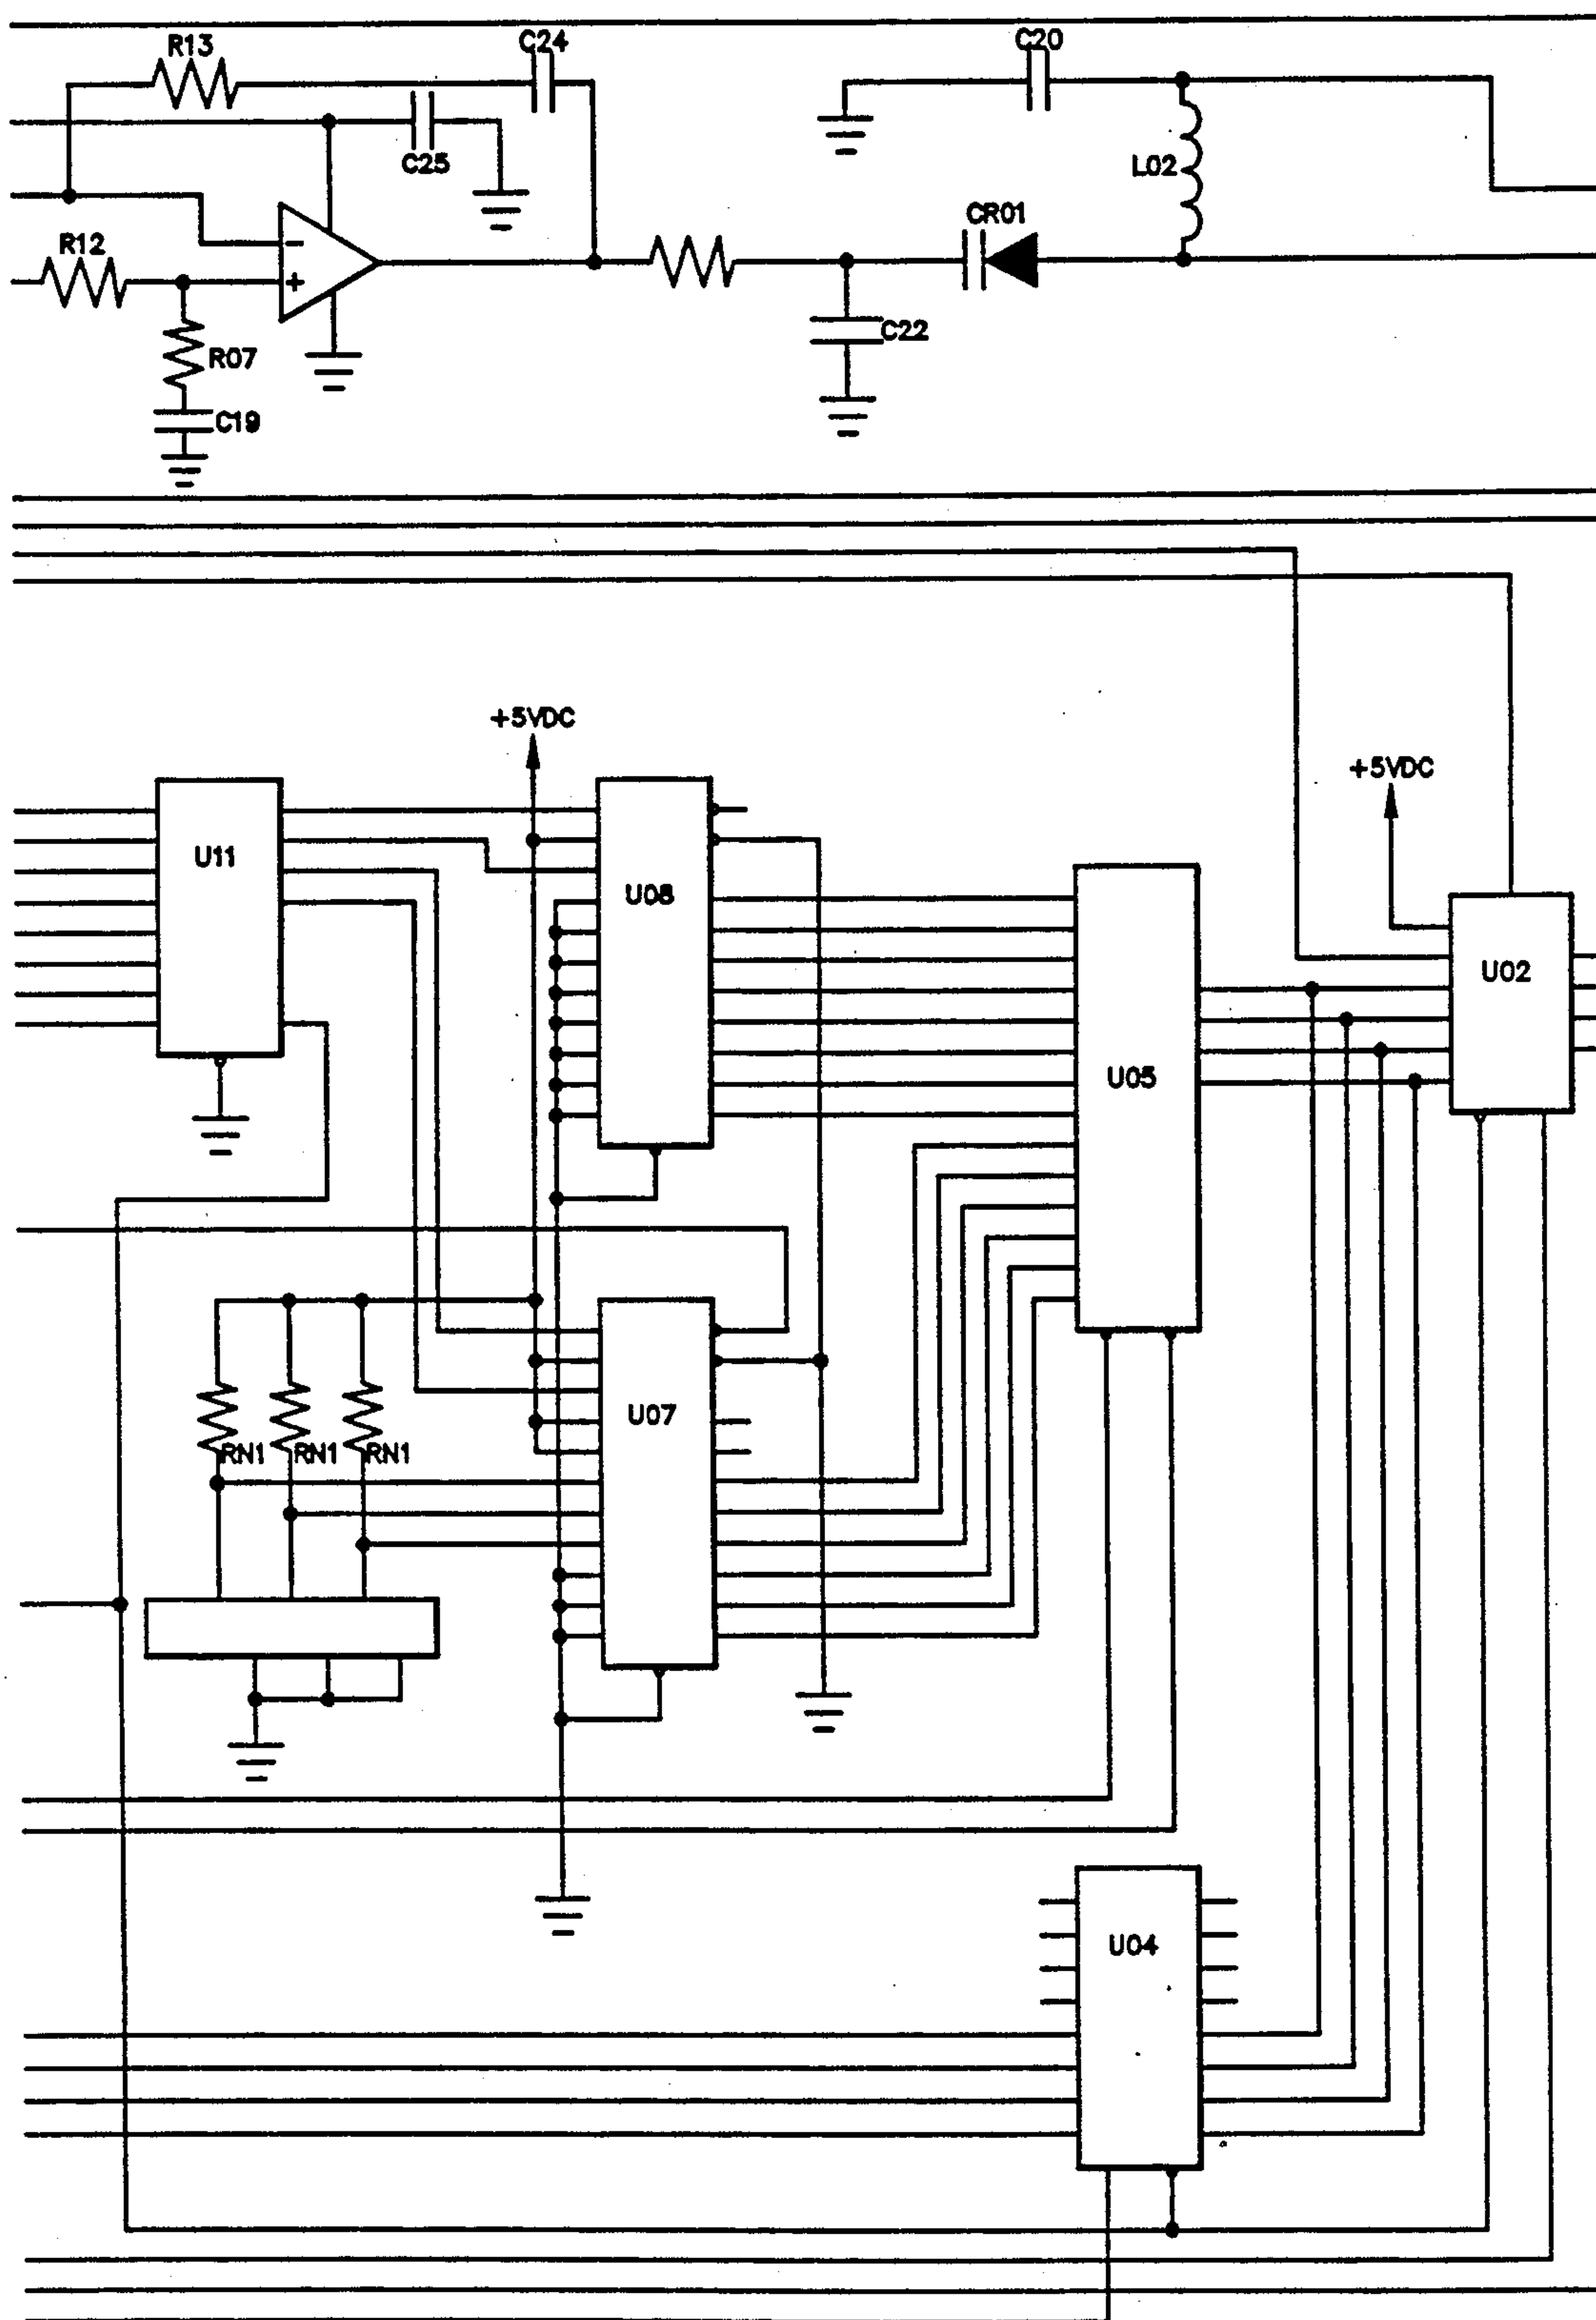 R13
C24
C20
C25
L02
CR01
R12
-
+
C22
R07
C19
+5VDC
+5VDC
U11
U08
U02
U05
U07
RN1 RN1 RN1
U04